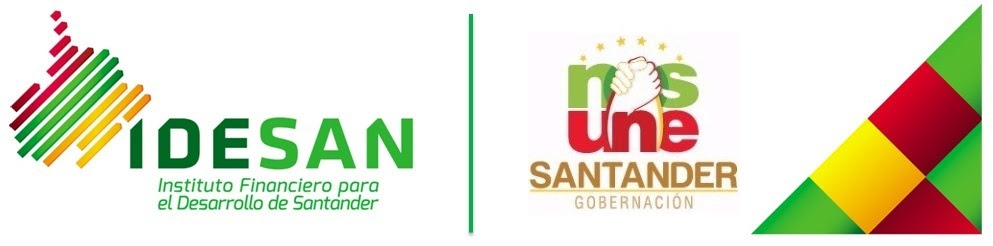 IDESAN
Instituto Financiero para
el Desarrollo de Santander
nos
une
SANTANDER
GOBERNACIÓN